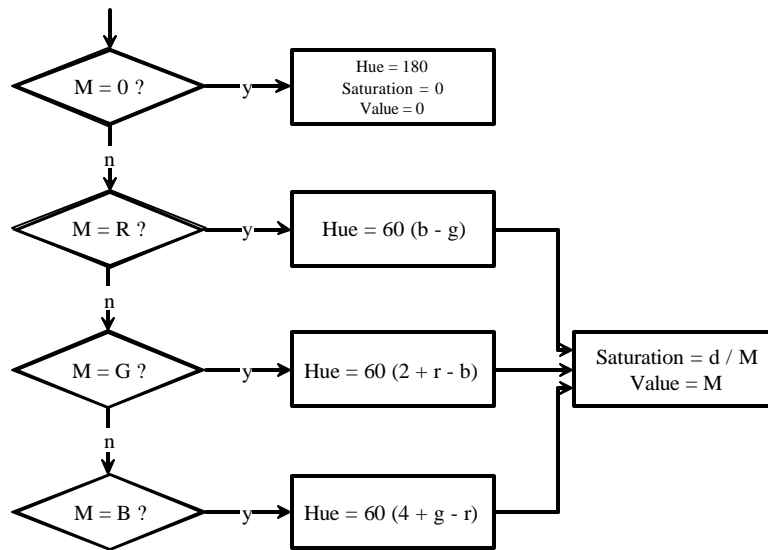 M = 0 ?
y
Hue = 180
Saturation = 0
Value = 0
n
M = R ?
y
Hue = 60 (b - g)
n
M = G ?
y
Hue = 60 (2 + r - b)
Saturation = d / M
Value = M
n
M = B ?
y
Hue = 60 (4 + g - r)